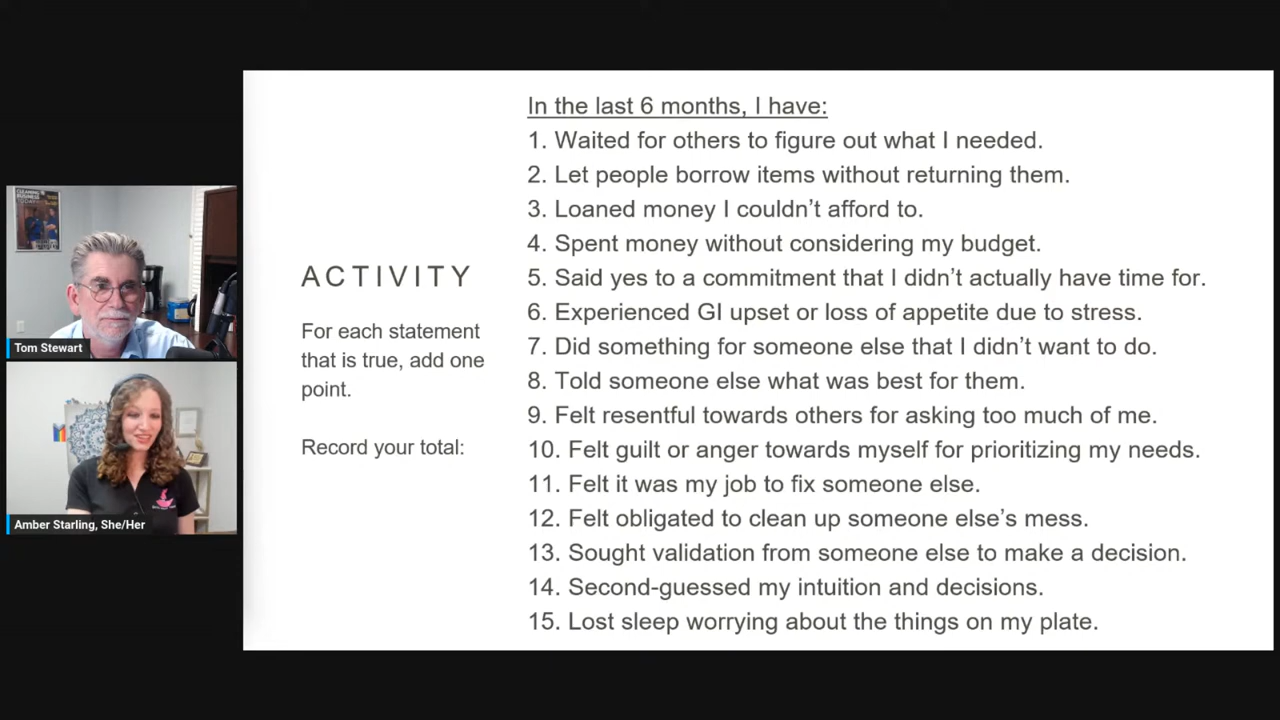 In the last 6 months, I have:
1. Waited for others to figure out what I needed.
2. Let people borrow items without returning them.
3. Loaned money I couldn’t afford to.
4. Spent money without considering my budget.
5. Said yes to a commitment that I didn’t actually have time for.
6. Experienced GI upset or loss of appetite due to stress.
7. Did something for someone else that I didn’t want to do.
8. Told someone else what was best for them.
9. Felt resentful towards others for asking too much of me.
10. Felt guilt or anger towards myself for prioritizing my needs.
11. Felt it was my job to fix someone else.
12. Felt obligated to clean up someone else’s mess.
13. Sought validation from someone else to make a decision.
14. Second-guessed my intuition and decisions.
15. Lost sleep worrying about the things on my plate.
ACTIVITY
For each statement
that is true, add one
point.
Record your total:
CLEANING
BUSINESS
TODAY
Tom Stewart
Amber Starling, She/Her